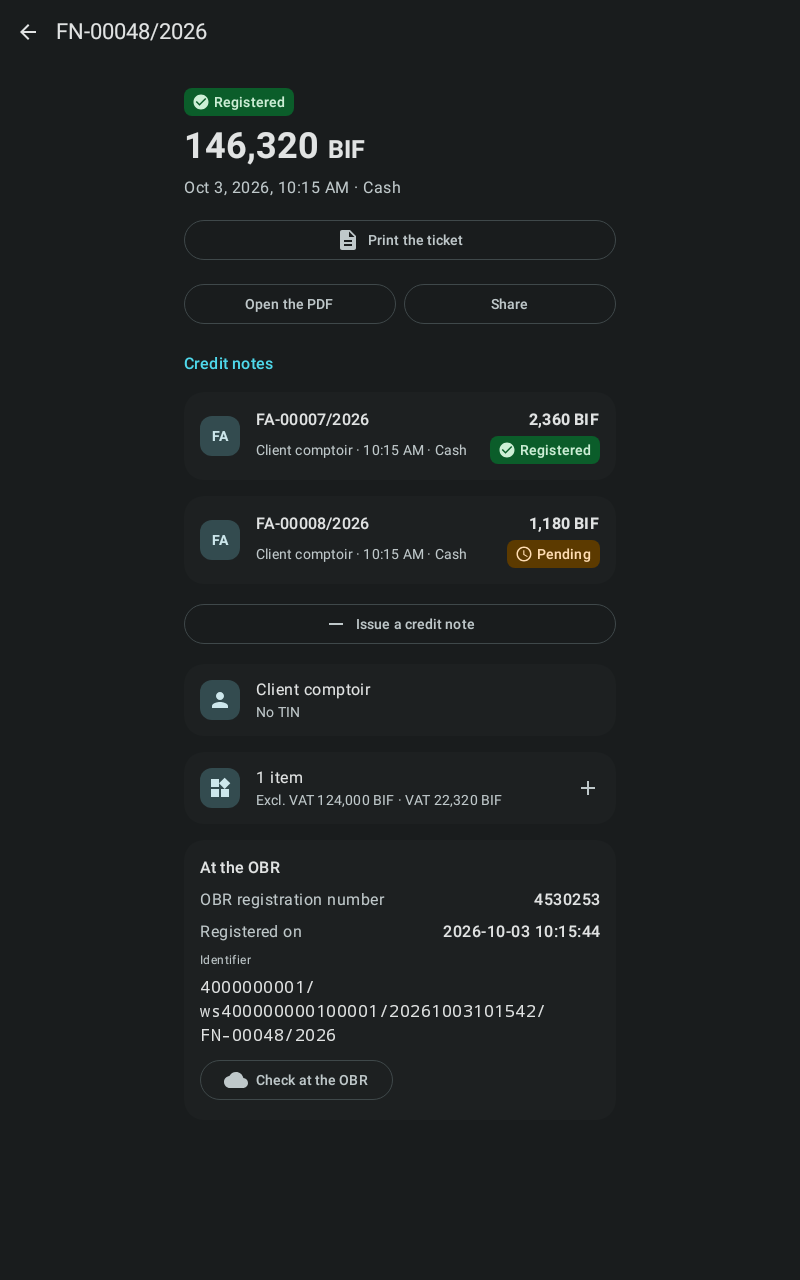 FN-00048/2026
Registered
146,320 BIF
Oct 3, 2026, 10:15 AM · Cash
Print the ticket
Open the PDF
Share
Credit notes
FA
FA-00007/2026
2,360 BIF
Client comptoir · 10:15 AM · Cash
Registered
FA
FA-00008/2026
1,180 BIF
Client comptoir · 10:15 AM · Cash
Pending
Issue a credit note
Client comptoir
No TIN
1 item
Excl. VAT 124,000 BIF · VAT 22,320 BIF
At the OBR
OBR registration number
4530253
Registered on
2026-10-03 10:15:44
Identifier
4000000001/
ws400000000100001/20261003101542/
FN-00048/2026
Check at the OBR